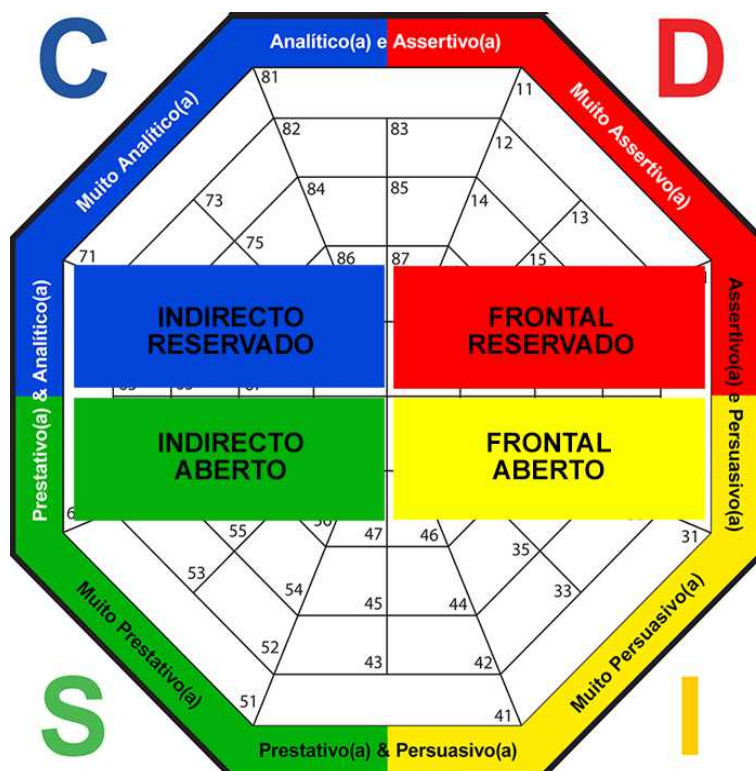 C
D
Analítico(a) e Assertivo(a)
Muito Analítico(a)
Muito Assertivo(a)
81
11
82
83
12
73
84
85
14
13
75
15
71
86
87
INDIRECTO
RESERVADO
FRONTAL
RESERVADO
Prestativo(a) & Analítico(a)
Assertivo(a) e Persuasivo(a)
INDIRECTO
ABERTO
FRONTAL
ABERTO
55
47
46
35
31
53
54
45
44
33
52
43
42
51
41
Muito Prestativo(a)
Muito Persuasivo(a)
S
I
Prestativo(a) & Persuasivo(a)